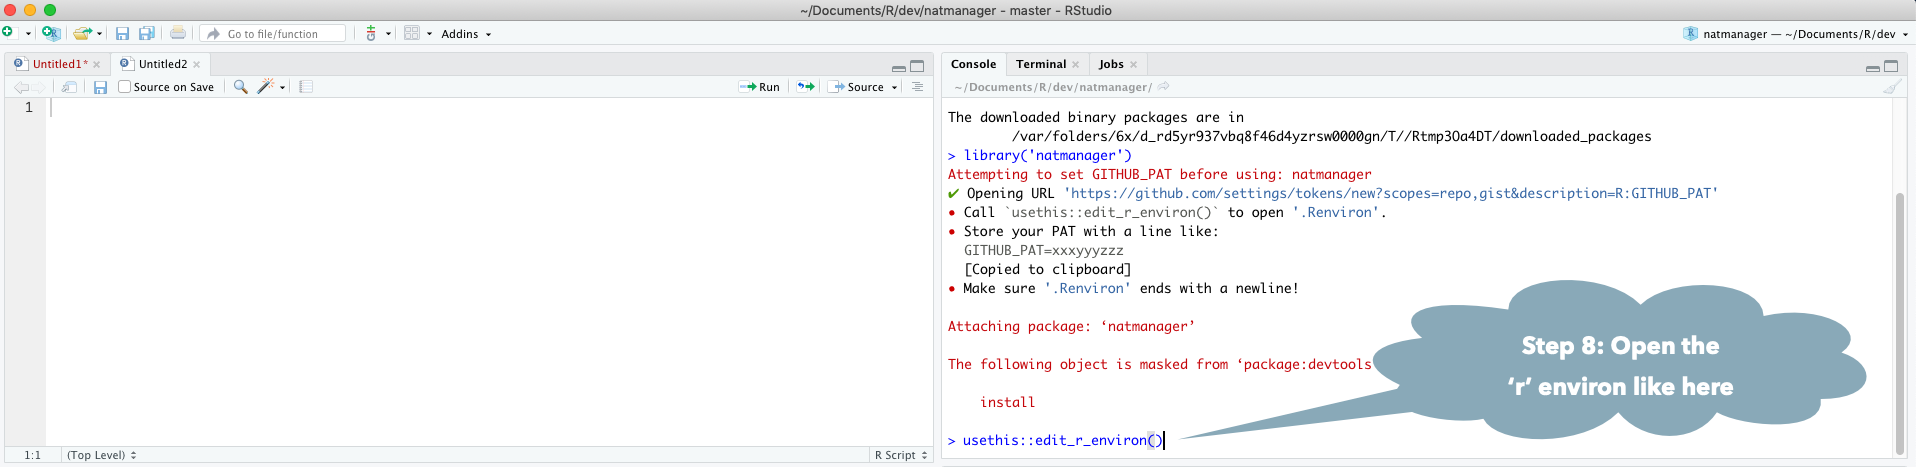 ~/Documents/R/dev/natmanager - master - RStudio
Go to file/function
Addins
natmanager — ~/Documents/R/dev
Untitled1*
Untitled2
Source on Save
Run
Source
1
1:1
(Top Level)
R Script
Console
Terminal
Jobs
~/Documents/R/dev/natmanager/
The downloaded binary packages are in
/var/folders/6x/d_rd5yr937vbq8f46d4yzrsw0000gn/T//Rtmp3Oa4DT/downloaded_packages
> library('natmanager')
Attempting to set GITHUB_PAT before using: natmanager
✔ Opening URL 'https://github.com/settings/tokens/new?scopes=repo,gist&description=R:GITHUB_PAT'
• Call `usethis::edit_r_environ()` to open '.Renviron'.
• Store your PAT with a line like:
GITHUB_PAT=xxxyyyzzz
[Copied to clipboard]
• Make sure '.Renviron' ends with a newline!
Attaching package: ‘natmanager’
The following object is masked from ‘package:devtools
install
> usethis::edit_r_environ()
Step 8: Open the
‘r’ environ like here